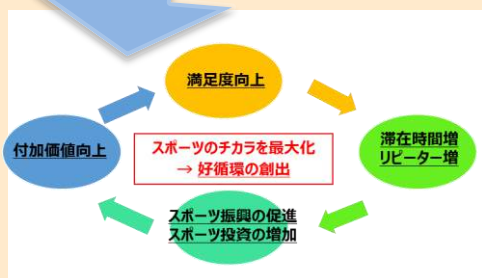 満足度向上
付加価値向上
スポーツのチカラを最大化
→ 好循環の創出
滞在時間増
リピーター増
スポーツ振興の促進
スポーツ投資の増加